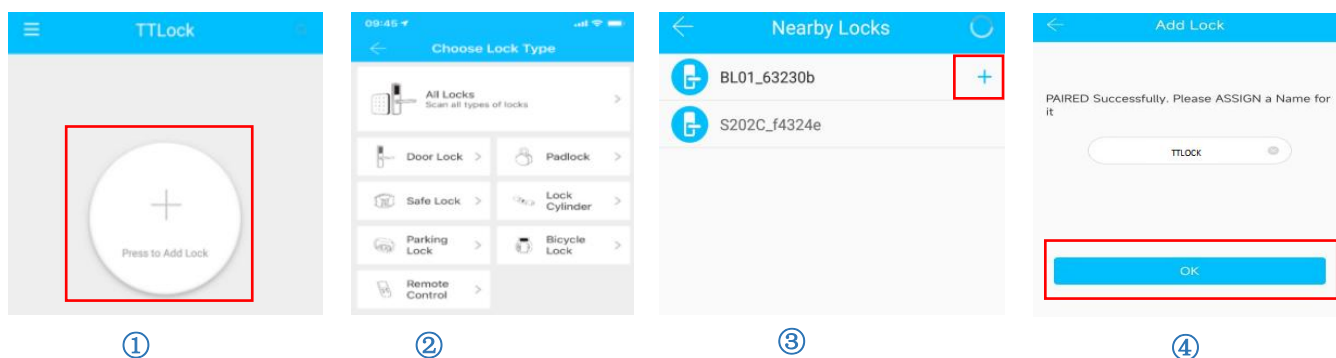 TTLock
Press to Add Lock
①
09:45
Choose Lock Type
All Locks
Scan all types of locks
Door Lock
Padlock
Safe Lock
Lock
Cylinder
Parking
Lock
Bicycle
Lock
Remote
Control
②
Nearby Locks
BL01_63230b
S202C_f4324e
③
Add Lock
PAIRED Successfully. Please ASSIGN a Name for
it
TTLOCK
OK
④